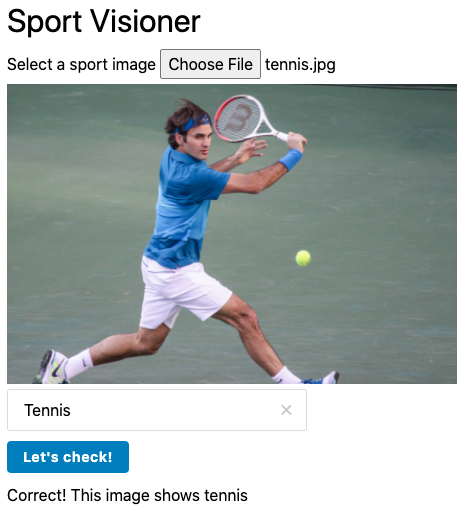 Sport Visioner
Select a sport image Choose File tennis.jpg
Tennis ×
Let's check!
Correct! This image shows tennis